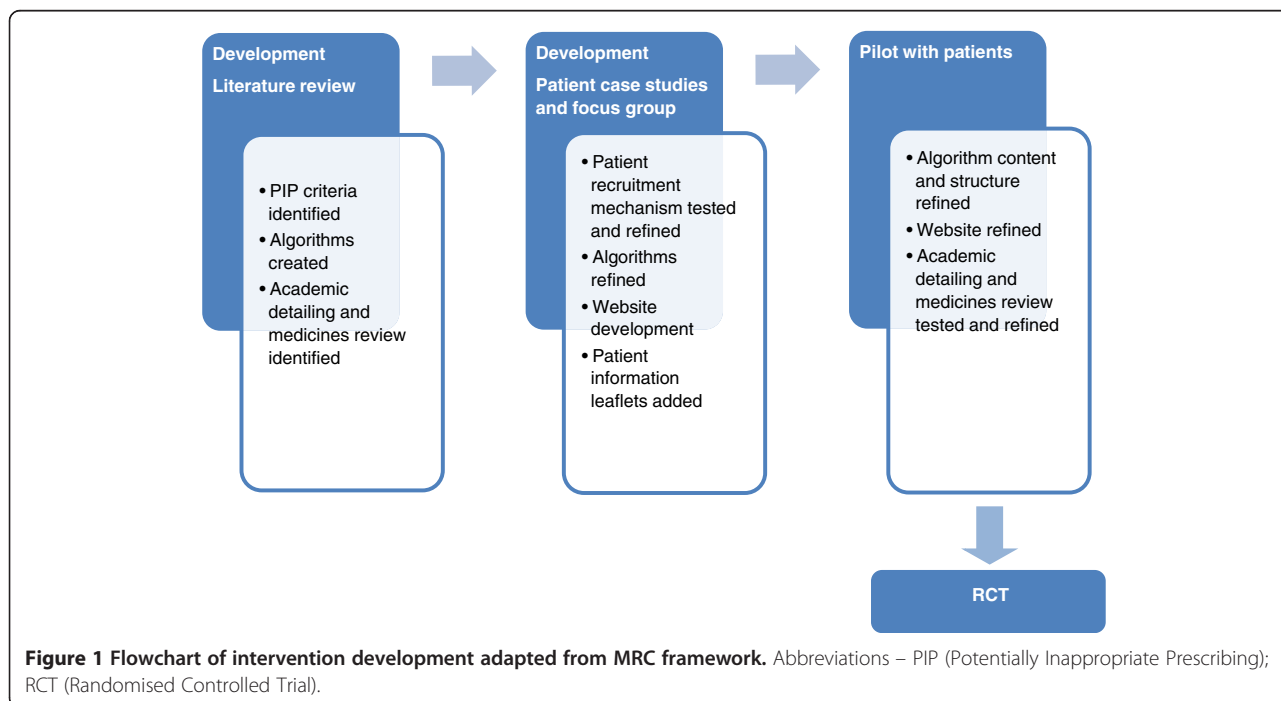 Development
Literature review
• PIP criteria
identified
• Algorithms
created
• Academic
detailing and
medicines review
identified
Development
Patient case studies
and focus group
• Patient
recruitment
mechanism tested
and refined
• Algorithms
refined
• Website
development
• Patient
information
leaflets added
Pilot with patients
• Algorithm content
and structure
refined
• Website refined
• Academic
detailing and
medicines review
tested and refined
RCT
Figure 1 Flowchart of intervention development adapted from MRC framework. Abbreviations – PIP (Potentially Inappropriate Prescribing);
RCT (Randomised Controlled Trial).